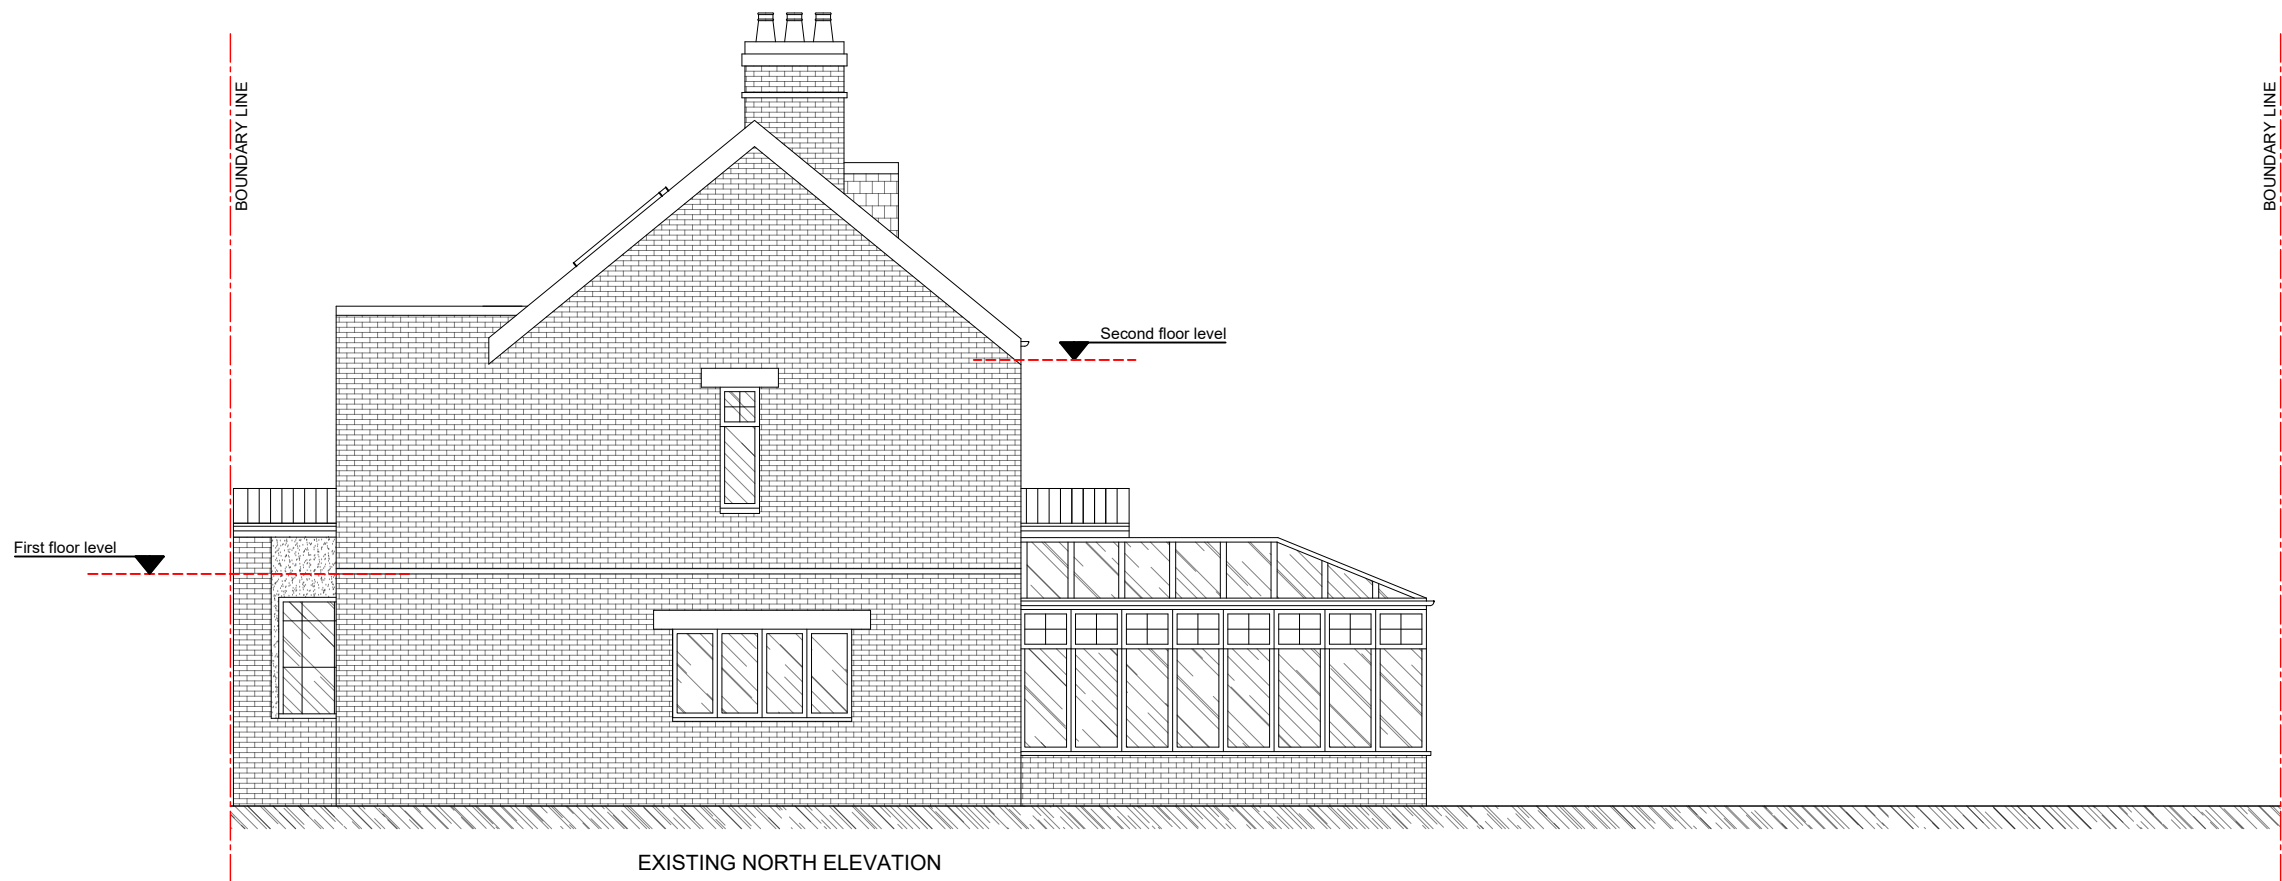 BOUNDARY LINE
BOUNDARY LINE
Second floor level
First floor level
EXISTING NORTH ELEVATION